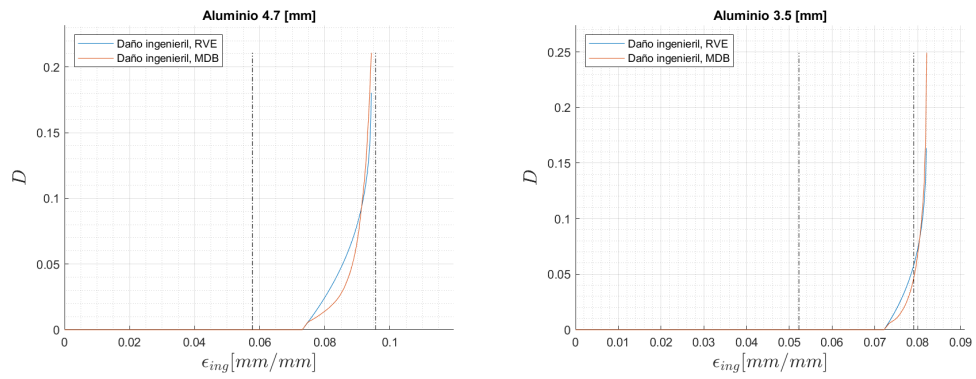 Aluminio 4.7 [mm]
Daño ingenieril, RVE
Daño ingenieril, MDB
0.2
0.15
0.1
0.05
0
D
0 0.02 0.04 0.06 0.08 0.1
ϵ_ing[mm/mm]
Aluminio 3.5 [mm]
Daño ingenieril, RVE
Daño ingenieril, MDB
0.25
0.2
0.15
0.1
0.05
0
D
0 0.01 0.02 0.03 0.04 0.05 0.06 0.07 0.08 0.09
ϵ_ing[mm/mm]